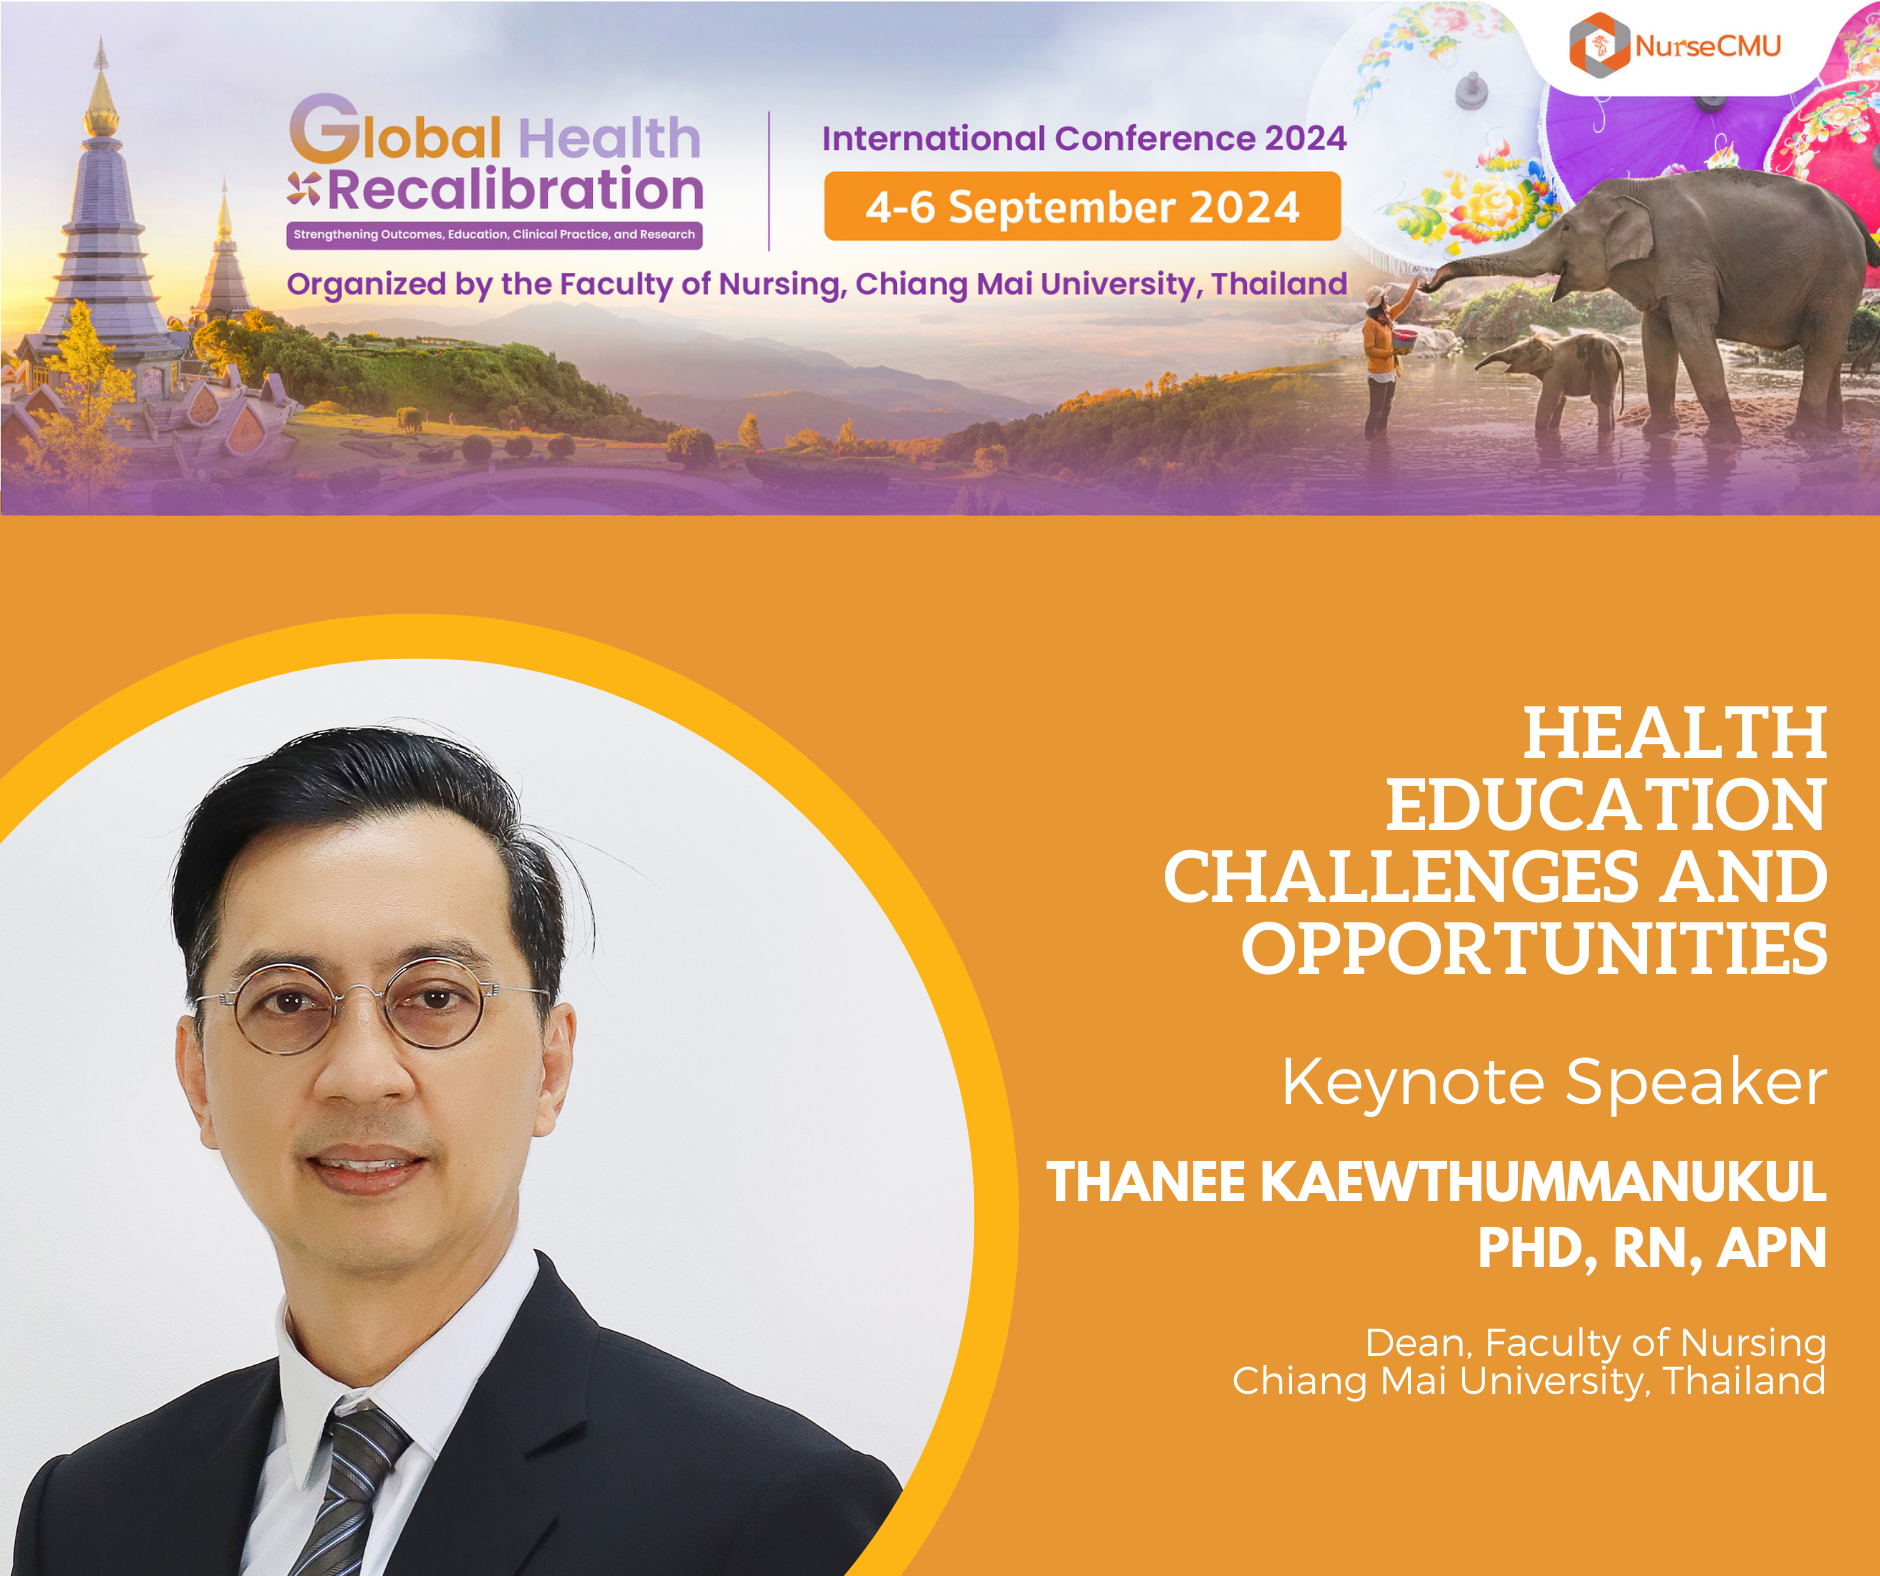 NurseCMU
Global Health
Recalibration
Strengthening Outcomes, Education, Clinical Practice, and Research
International Conference 2024
4-6 September 2024
Organized by the Faculty of Nursing, Chiang Mai University, Thailand
HEALTH
EDUCATION
CHALLENGES AND
OPPORTUNITIES
Keynote Speaker
THANEE KAEWTHUMMANUKUL
PHD, RN, APN
Dean, Faculty of Nursing
Chiang Mai University, Thailand